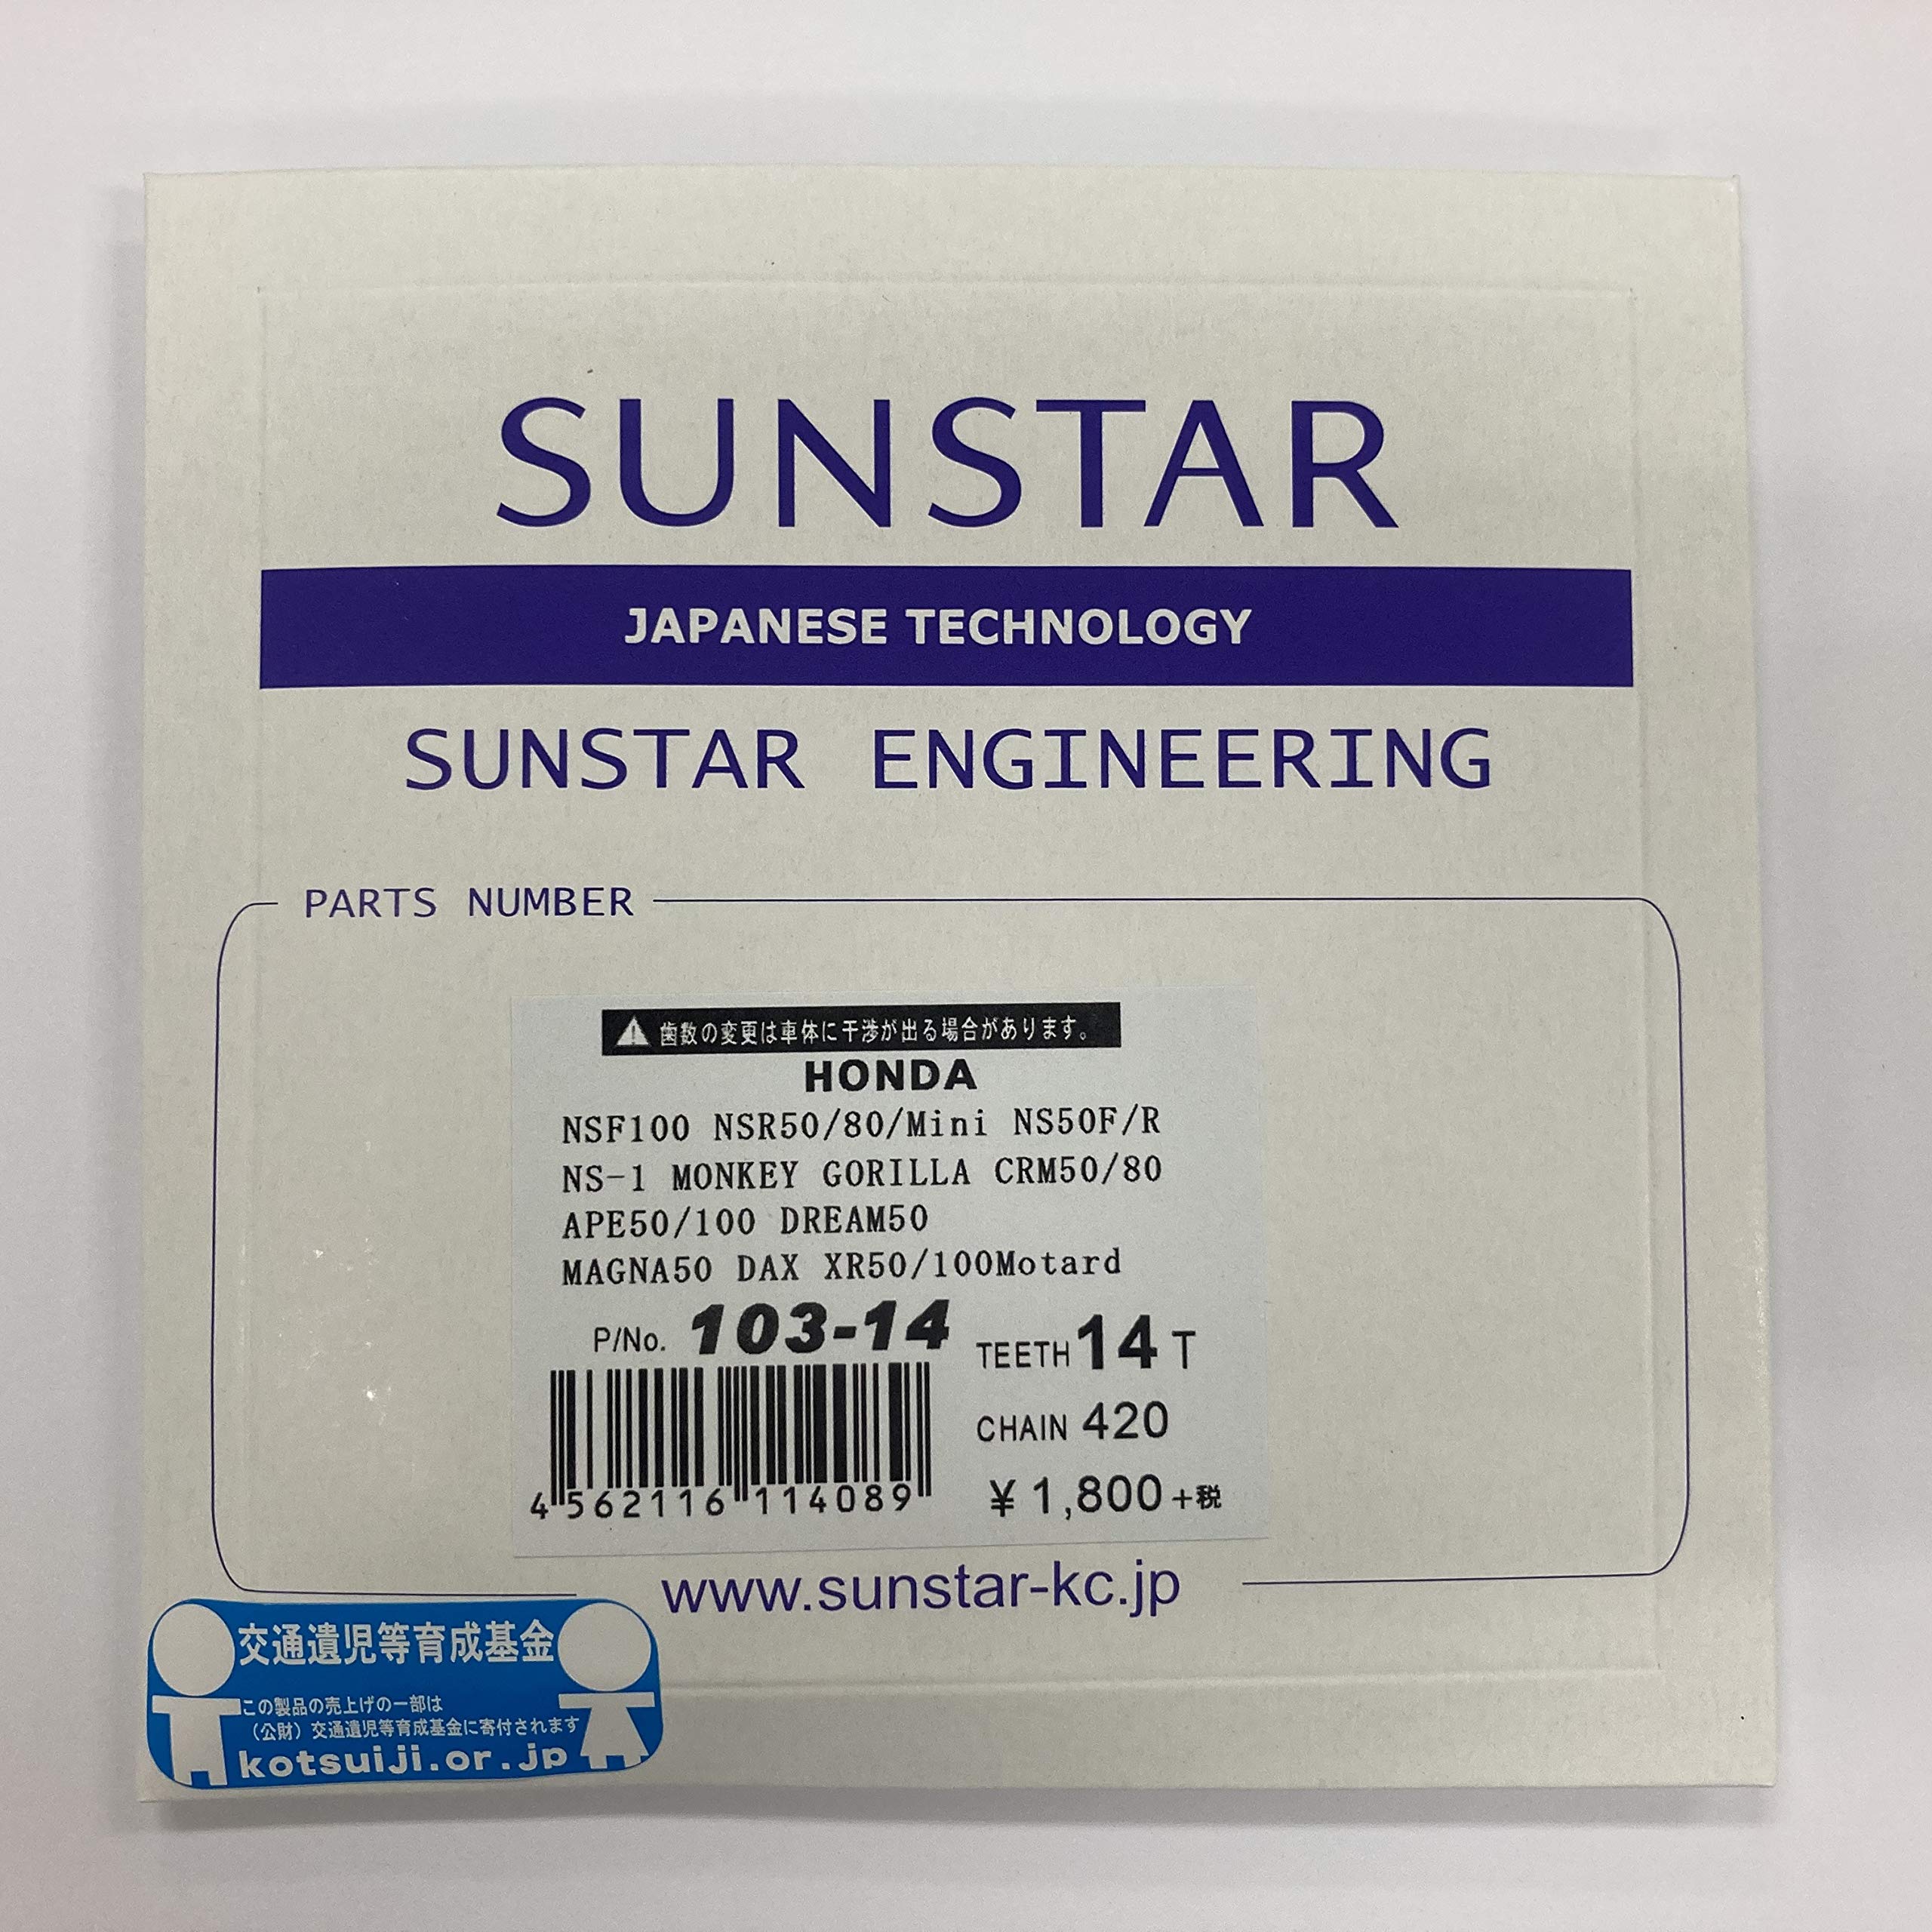 SUNSTAR
JAPANESE TECHNOLOGY
SUNSTAR ENGINEERING
PARTS NUMBER
歯数の変更は車体に干渉が出る場合があります。
HONDA
NSF100 NSR50/80/Mini NS50F/R
NS-1 MONKEY GORILLA CRM50/80
APE50/100 DREAM50
MAGNA50 DAX XR50/100Motard
P/No. 103-14
TEETH 14 T
CHAIN 420
4 562116 114089
¥ 1,800 +税
www.sunstar-kc.jp
交通遺児等育成基金
この製品の売上げの一部は
(公財) 交通遺児等育成基金に寄付されます
kotsuiji.or.jp